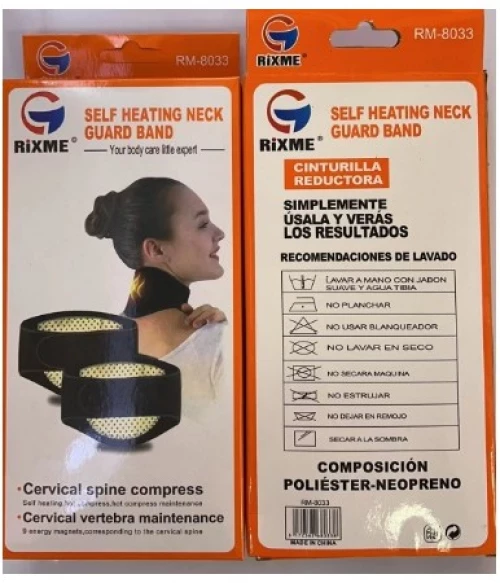 RiXME®
RM-8033
RiXME®
SELF HEATING NECK
GUARD BAND
Your body care little expert
·Cervical spine compress
Self heating hot compress,hot compress maintenance
·Cervical vertebra maintenance
9 energy magnets,corresponding to the cervical spine
RiXME®
RM-8033
RiXME®
SELF HEATING NECK
GUARD BAND
CINTURILLA
REDUCTORA
SIMPLEMENTE
ÚSALA Y VERÁS
LOS RESULTADOS
RECOMENDACIONES DE LAVADO
LAVAR A MANO CON JABON
SUAVE Y AGUA TIBIA
NO PLANCHAR
NO USAR BLANQUEADOR
NO LAVAR EN SECO
NO SECARA MAQUINA
NO ESTRUJAR
NO DEJAR EN REMOJO
SECAR A LA SOMBRA
COMPOSICIÓN
POLIÉSTER-NEOPRENO
RM-8033
MADE IN CHINA